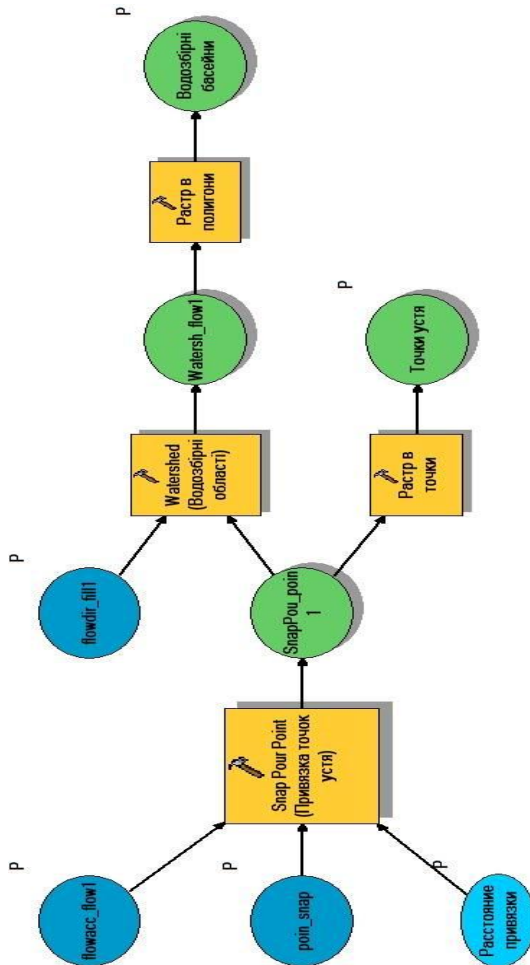 P
flowacc_flow1
P
poin_snap
P
Расстояние
привязки
Snap Pour Point
(Привязка точок
устя)
P
flowdir_fill1
SnapPou_poin
1
Watershed
(Водозбірні
області)
Растр в
точки
Watersh_flow1
P
Точки устя
Растр в
полигони
P
Водозбірні
басейни